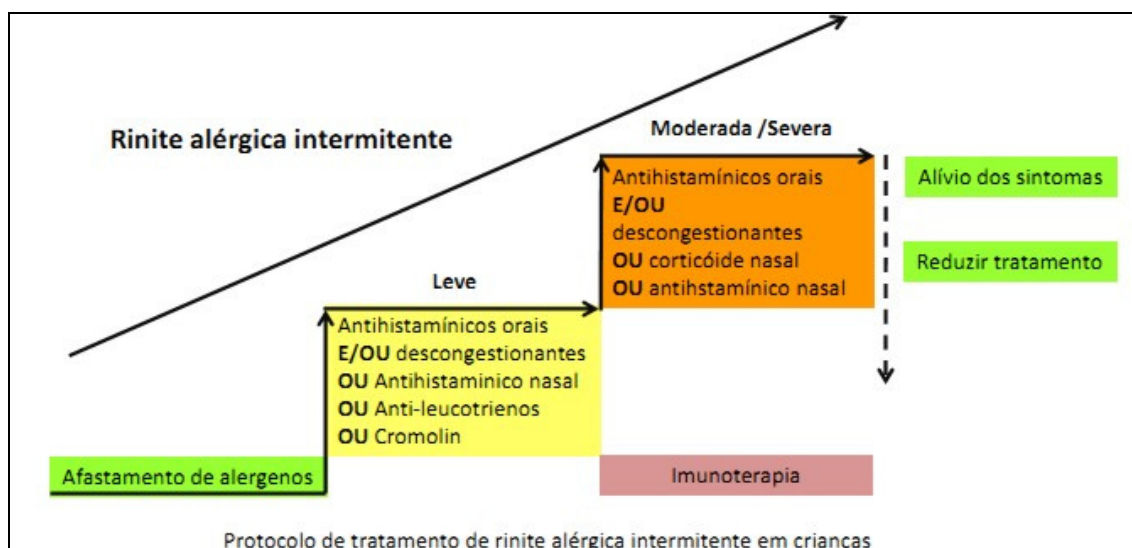 Rinite alérgica intermitente
Moderada /Severa
Antihistamínicos orais
E/OU
descongestionantes
OU corticóide nasal
OU antihstamínico nasal
Alívio dos sintomas
Reduzir tratamento
Leve
Antihistamínicos orais
E/OU descongestionantes
OU Antihistaminico nasal
OU Anti-leucotrienos
OU Cromolin
Afastamento de alergenos
Imunoterapia
Protocolo de tratamento de rinite alérgica intermitente em crianças